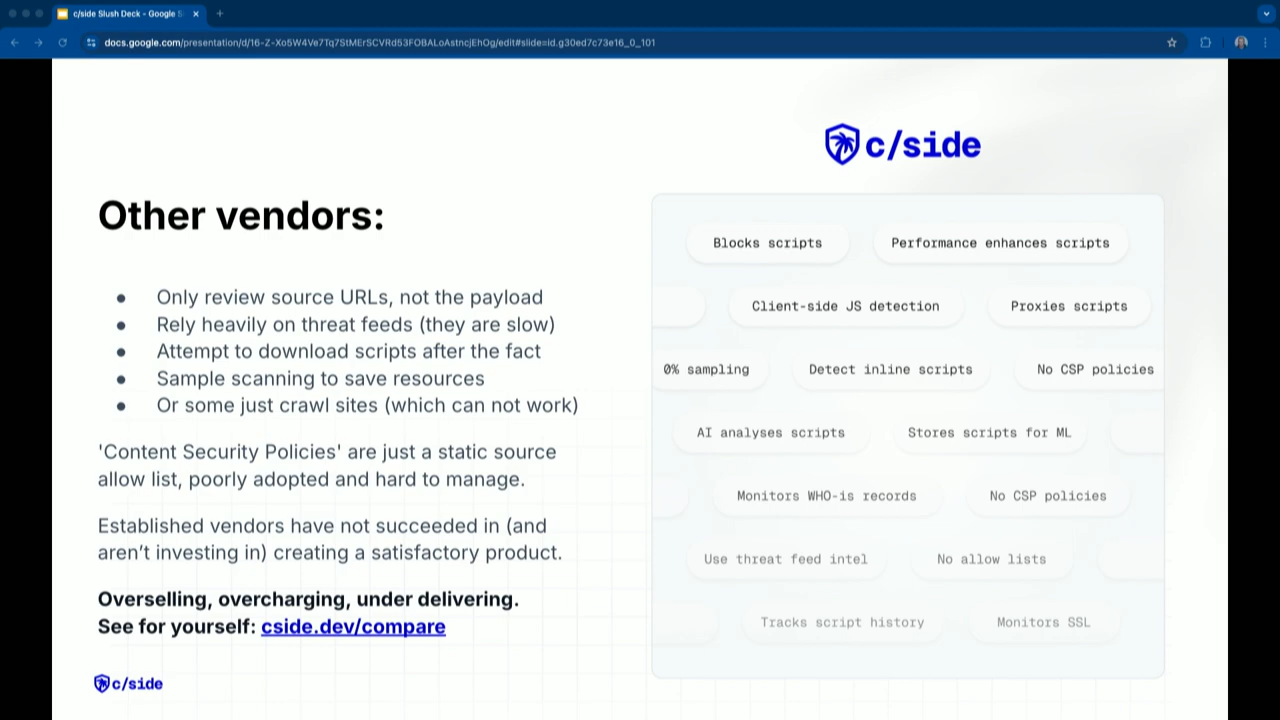 c/side Slush Deck - Google S
docs.google.com/presentation/d/16-Z-Xo5W4Ve7Tq7StMErSCVRd53FOBALoAstncjEhOg/edit#slide=id.g30ed7c73e16_0_101
c/side
Other vendors:
● Only review source URLs, not the payload
● Rely heavily on threat feeds (they are slow)
● Attempt to download scripts after the fact
● Sample scanning to save resources
● Or some just crawl sites (which can not work)
'Content Security Policies' are just a static source
allow list, poorly adopted and hard to manage.
Established vendors have not succeeded in (and
aren't investing in) creating a satisfactory product.
Overselling, overcharging, under delivering.
See for yourself: cside.dev/compare
c/side
Blocks scripts Performance enhances scripts
Client-side JS detection Proxies scripts
0% sampling Detect inline scripts No CSP policies
AI analyses scripts Stores scripts for ML
Monitors WHO-is records No CSP policies
Use threat feed intel No allow lists
Tracks script history Monitors SSL